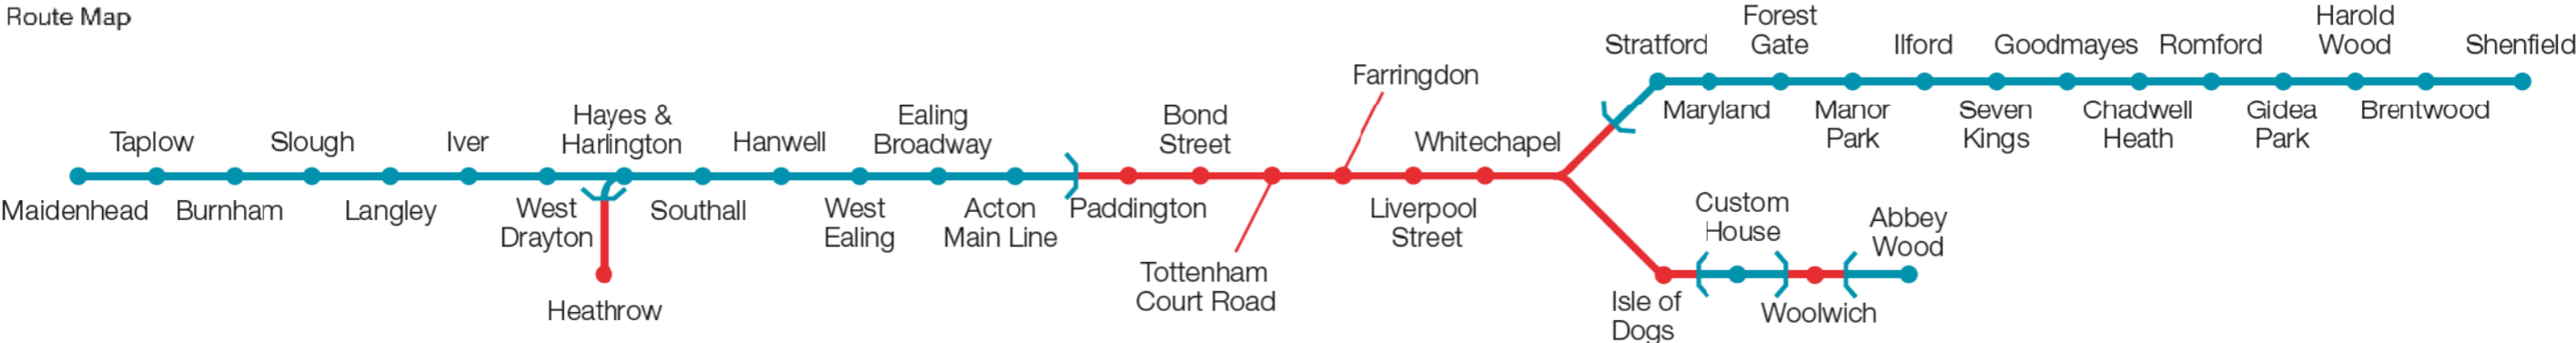 Route Map
Maidenhead
Taplow
Burnham
Slough
Langley
Iver
West
Drayton
Heathrow
Hayes &
Harlington
Southall
Hanwell
West
Ealing
Ealing
Broadway
Acton
Main Line
Paddington
Bond
Street
Tottenham
Court Road
Farringdon
Liverpool
Street
Whitechapel
Stratford
Maryland
Forest
Gate
Manor
Park
Ilford
Seven
Kings
Goodmayes
Chadwell
Heath
Romford
Gidea
Park
Harold
Wood
Brentwood
Shenfield
Isle of
Dogs
Custom
House
Woolwich
Abbey
Wood